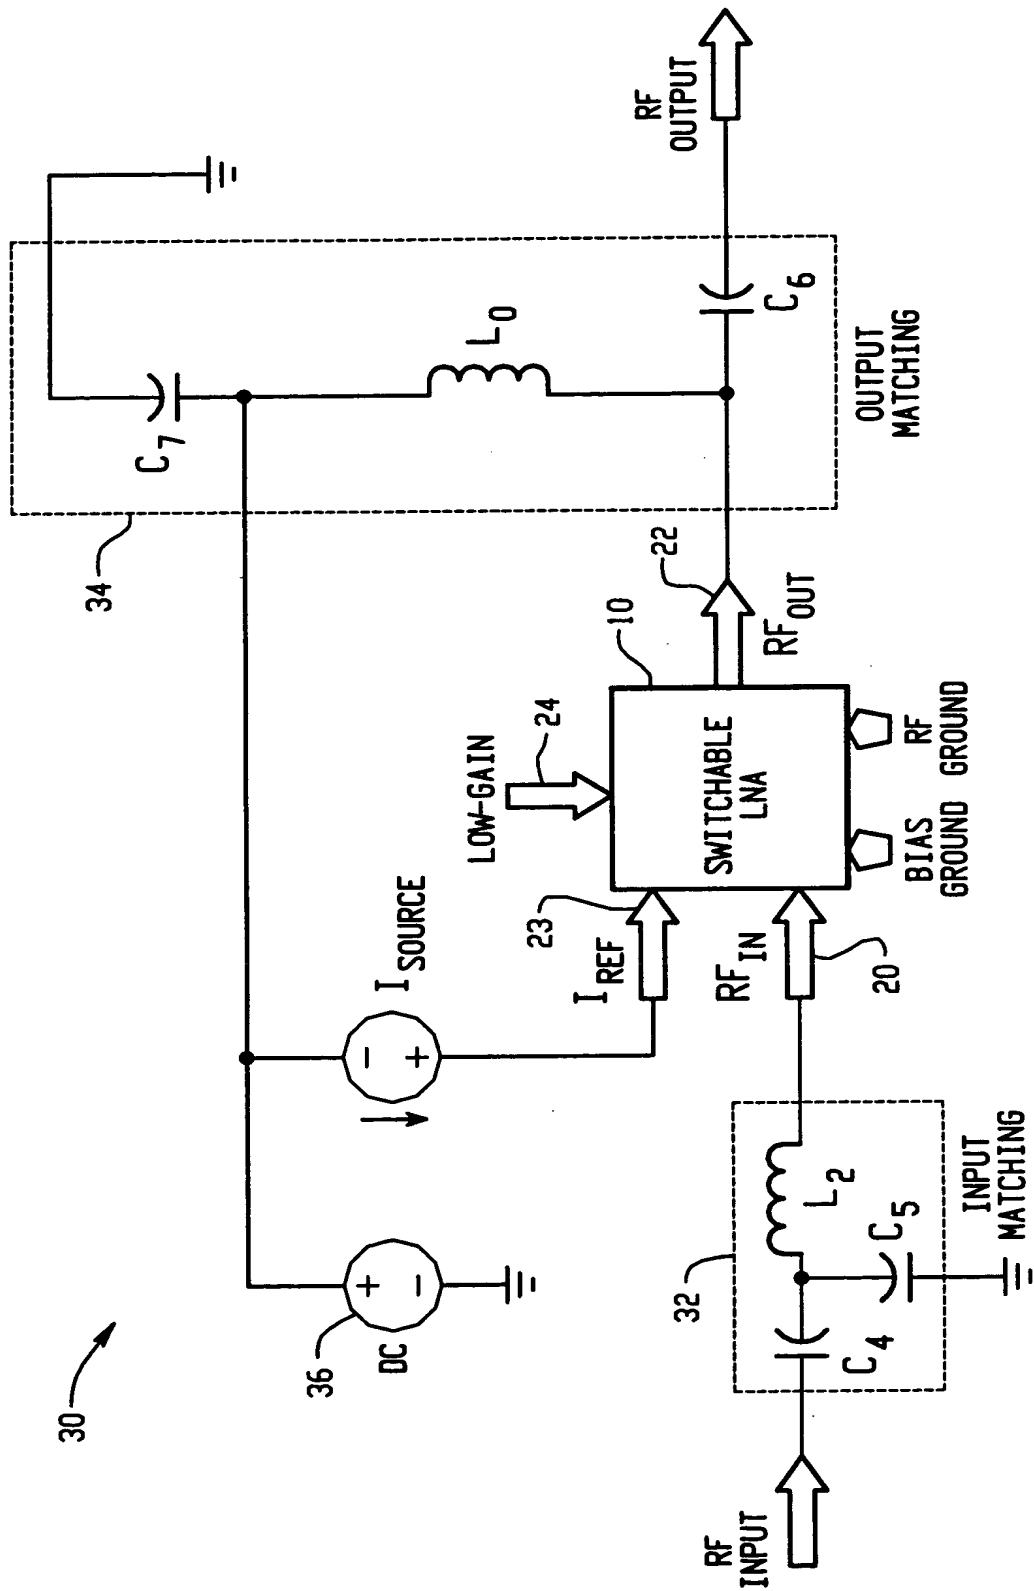 30
36
DC
+
−
I SOURCE
−
+
34
C7
L0
C6
OUTPUT
MATCHING
RF
OUTPUT
LOW-GAIN
24
10
22
RFOUT
SWITCHABLE
LNA
23
IREF
RFIN
20
BIAS
GROUND
RF
GROUND
32
L2
C5
C4
INPUT
MATCHING
RF
INPUT